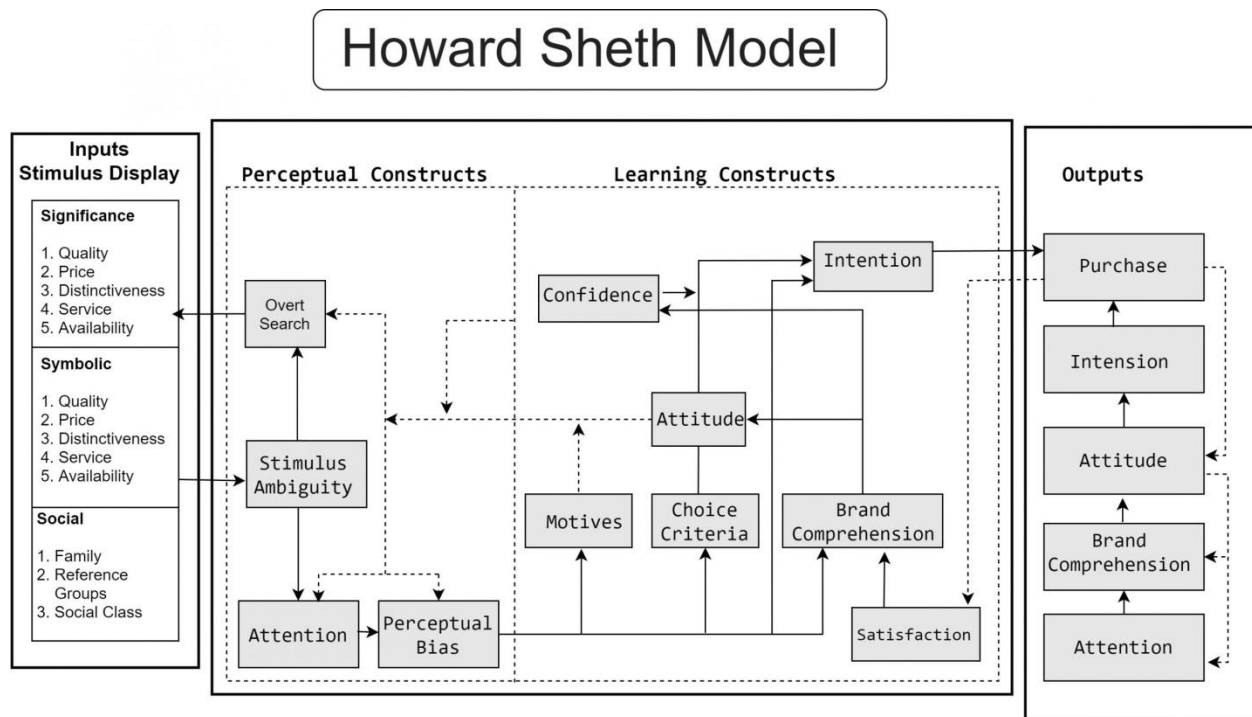 Howard Sheth Model
Inputs
Stimulus Display
Significance
1. Quality
2. Price
3. Distinctiveness
4. Service
5. Availability
Symbolic
1. Quality
2. Price
3. Distinctiveness
4. Service
5. Availability
Social
1. Family
2. Reference
Groups
3. Social Class
Perceptual Constructs
Overt
Search
Stimulus
Ambiguity
Attention
Perceptual
Bias
Learning Constructs
Confidence
Intention
Attitude
Motives
Choice
Criteria
Brand
Comprehension
Satisfaction
Outputs
Purchase
Intension
Attitude
Brand
Comprehension
Attention